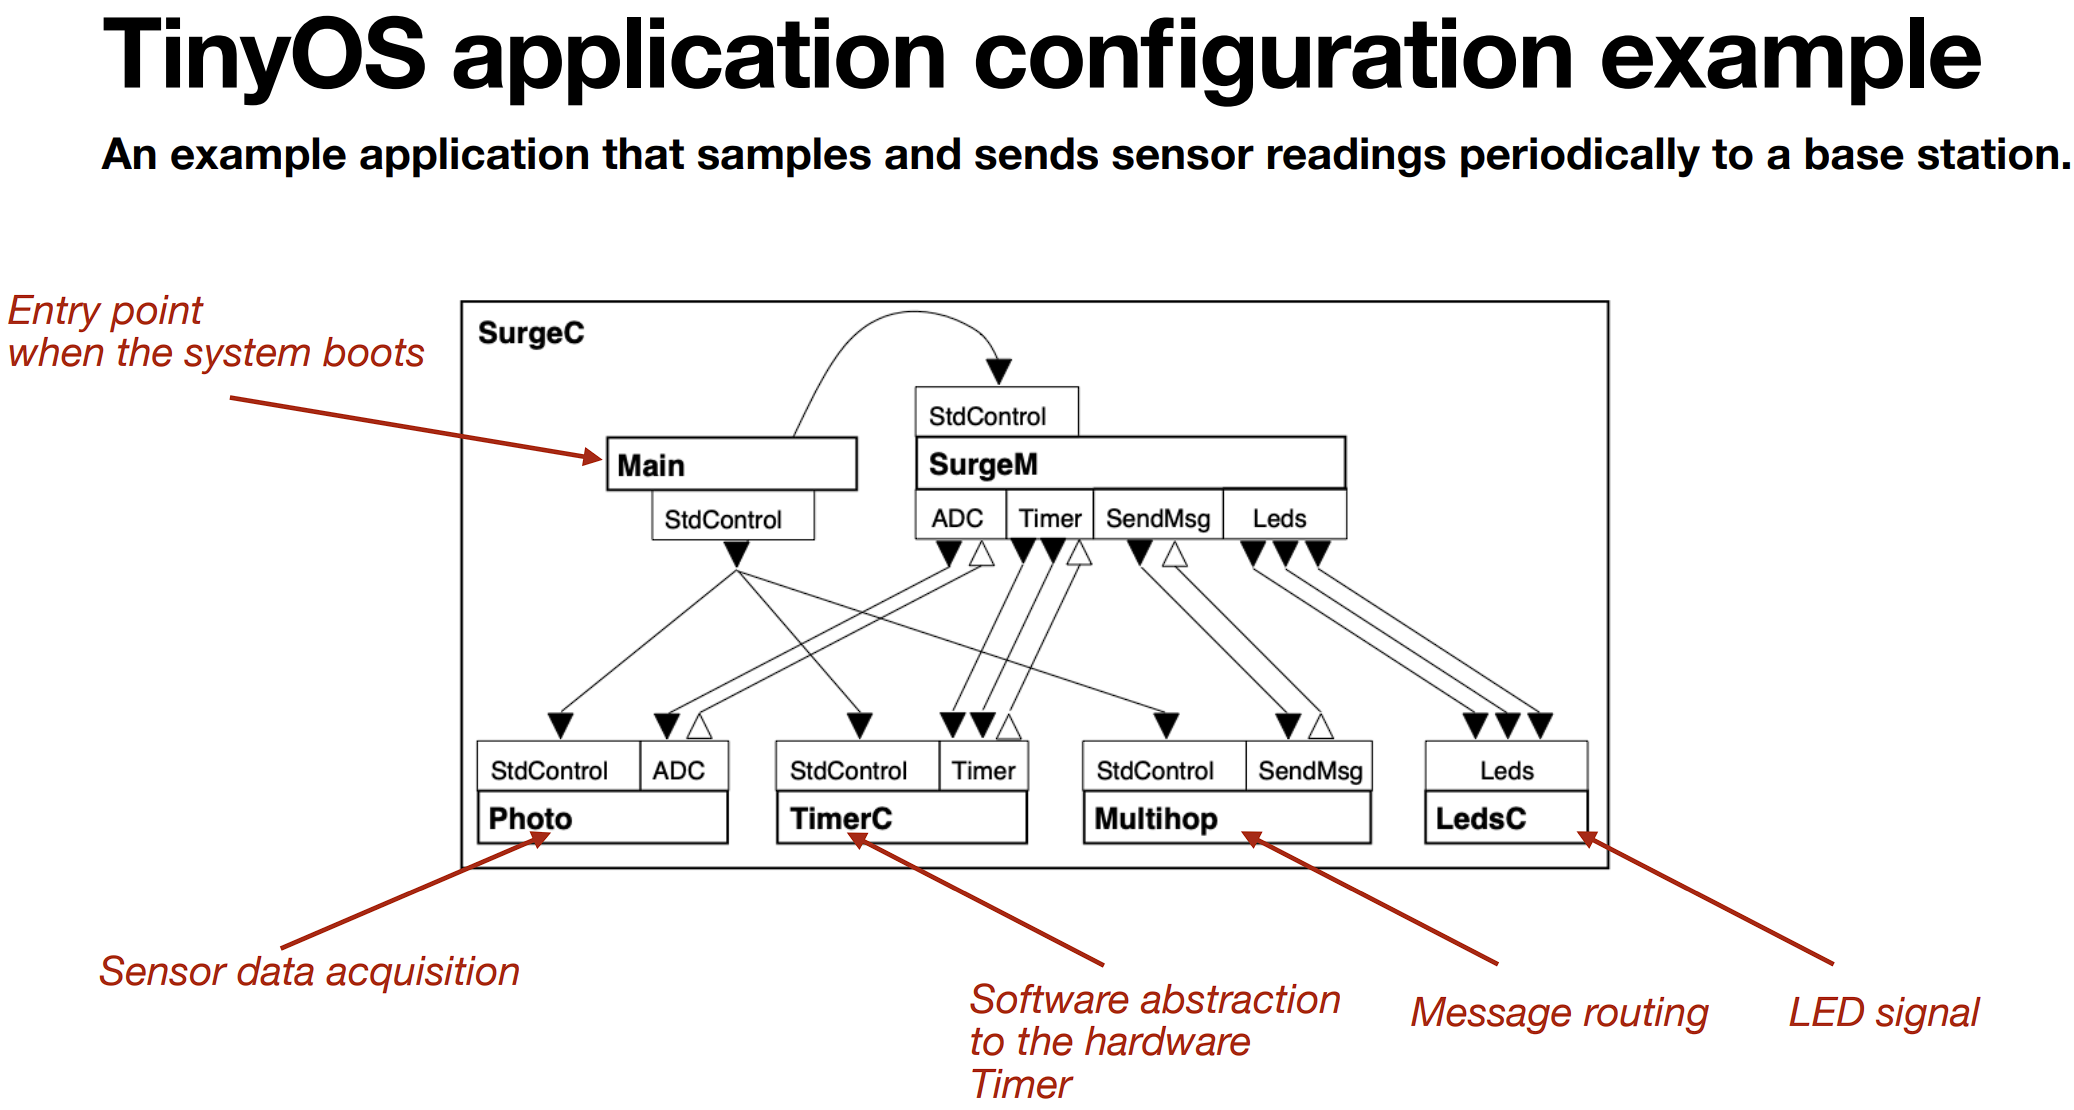 TinyOS application configuration example
An example application that samples and sends sensor readings periodically to a base station.
Entry point
when the system boots
SurgeC
StdControl
Main
SurgeM
StdControl
ADC Timer SendMsg Leds
StdControl ADC StdControl Timer StdControl SendMsg Leds
Photo TimerC Multihop LedsC
Sensor data acquisition
Software abstraction
to the hardware
Timer
Message routing
LED signal